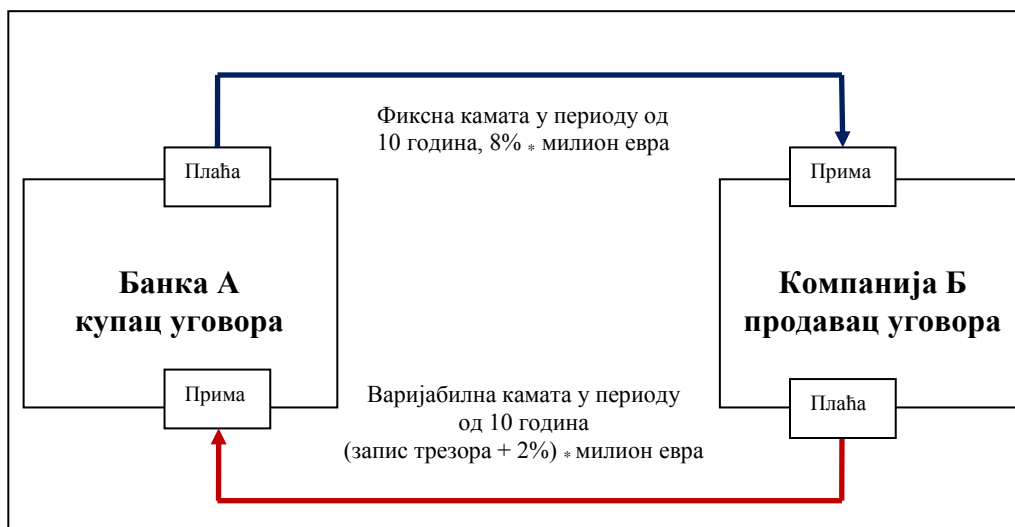 Фиксна камата у периоду од
10 година, 8% * милион евра
Плаћа
Прима
Банка А
купац уговора
Компанија Б
продавац уговора
Прима
Варијабилна камата у периоду
од 10 година
(запис трезора + 2%) * милион евра
Плаћа